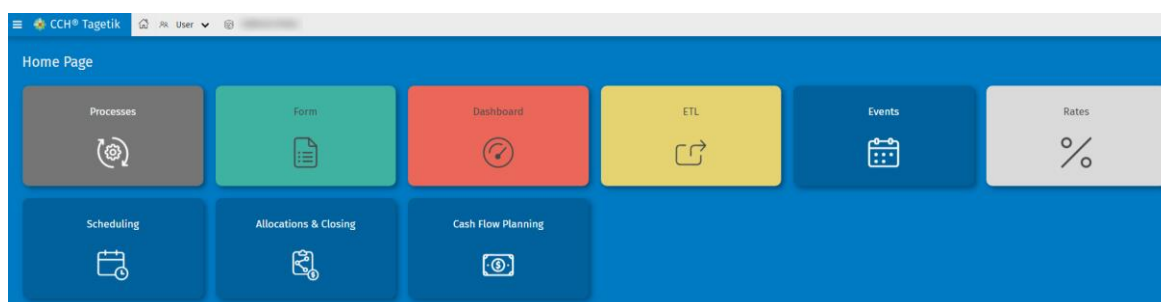 CCH® Tagetik User
Home Page
Processes Form Dashboard ETL Events Rates
Scheduling Allocations & Closing Cash Flow Planning